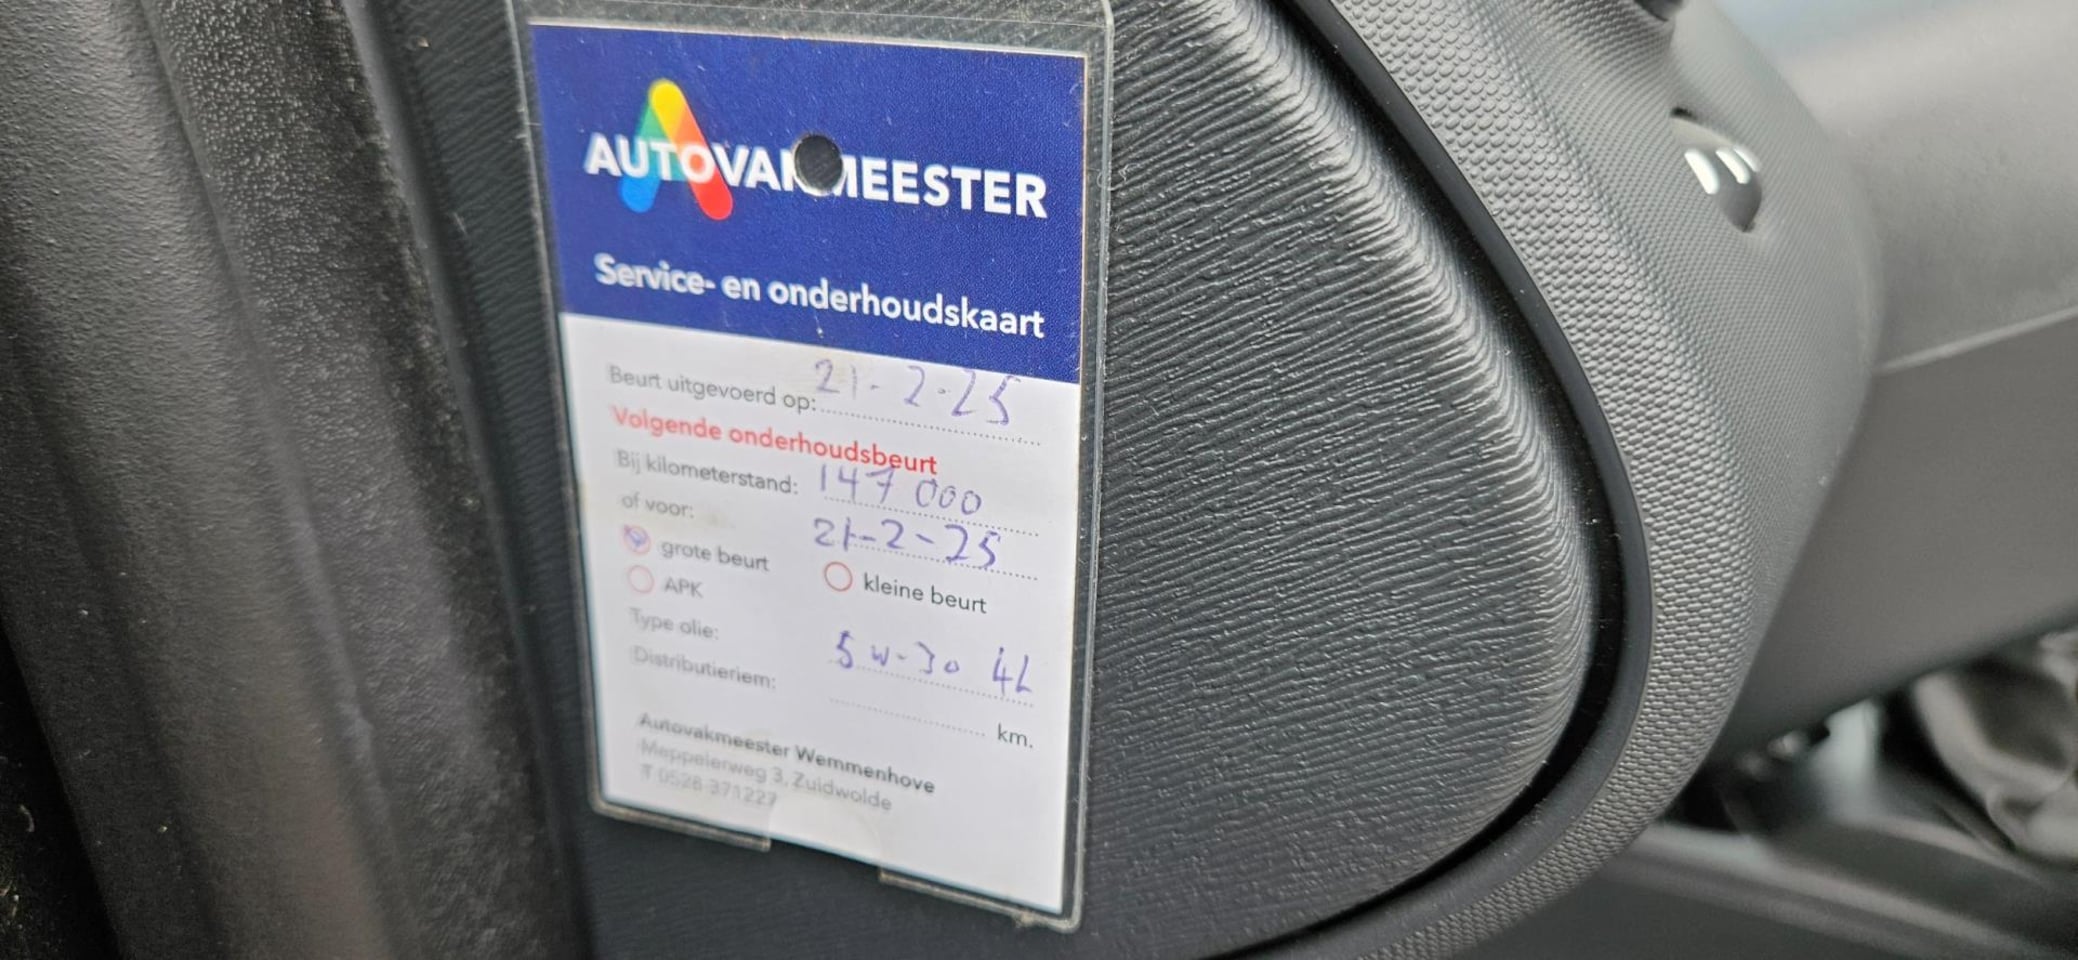 AUTOVAKMEESTER
Service- en onderhoudskaart
Beurt uitgevoerd op: 21-2-25
Volgende onderhoudsbeurt
Bij kilometerstand: 147 000
of voor: 21-2-25
grote beurt kleine beurt
APK
Type olie: 5w-30 4L
Distributieriem: km.
Autovakmeester Wemmenhove
Meppelerweg 3, Zuidwolde
T 0528 371227